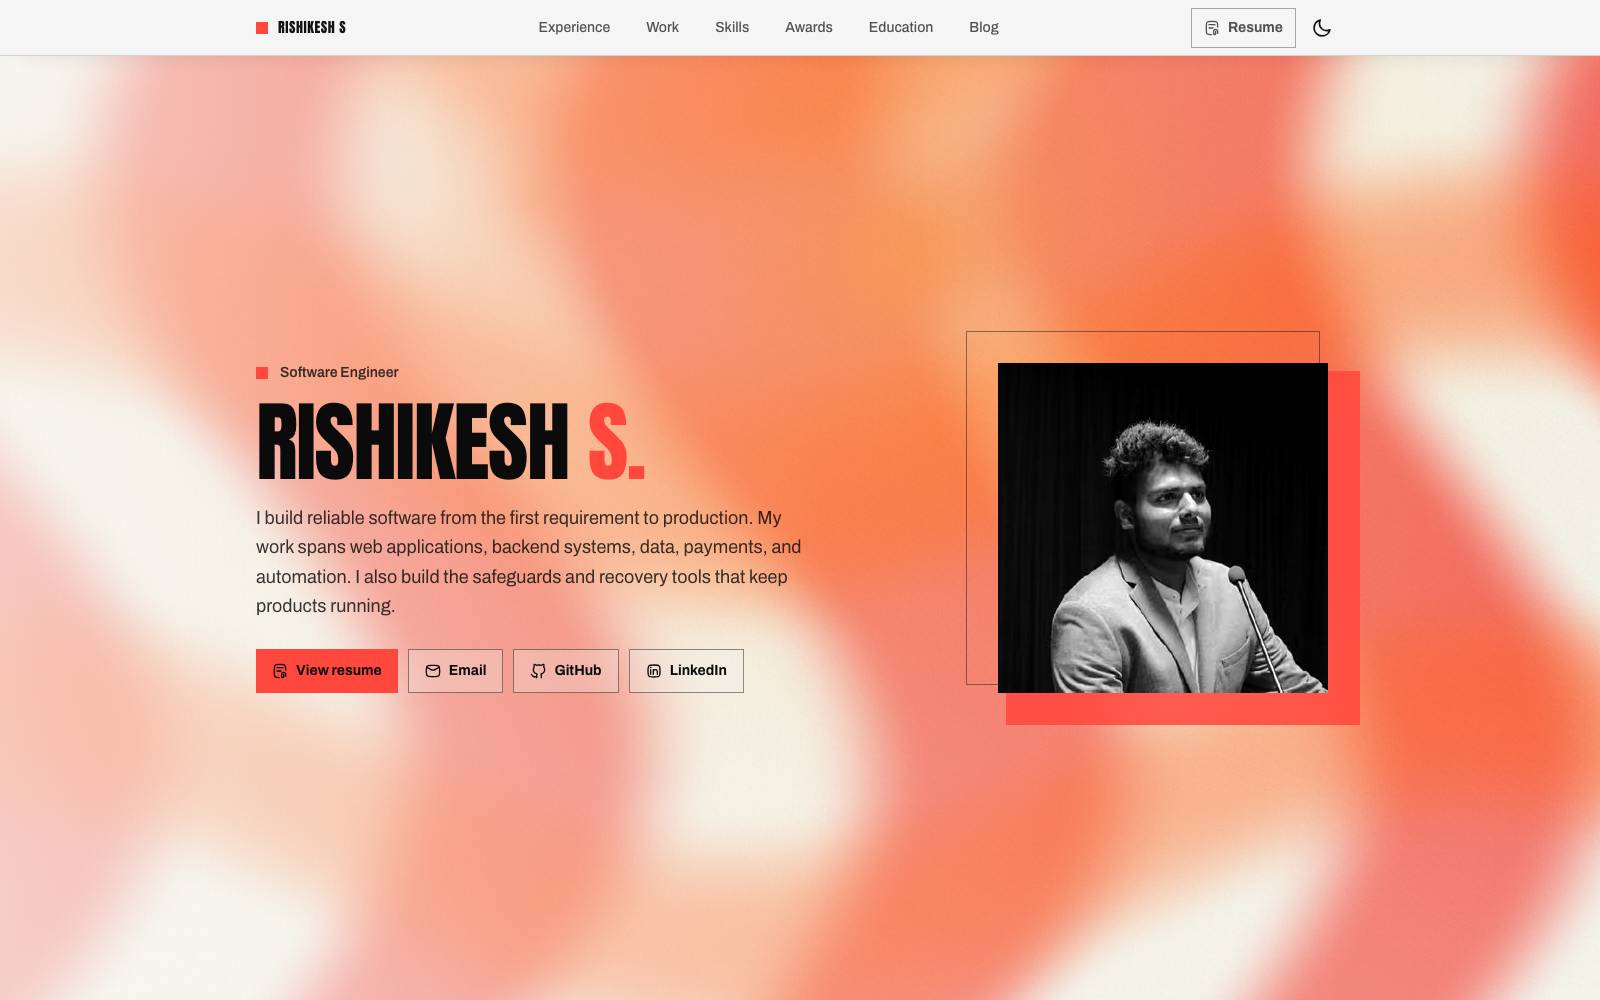 RISHIKESH S
Experience
Work
Skills
Awards
Education
Blog
Resume
Software Engineer
RISHIKESH S.
I build reliable software from the first requirement to production. My
work spans web applications, backend systems, data, payments, and
automation. I also build the safeguards and recovery tools that keep
products running.
View resume
Email
GitHub
LinkedIn